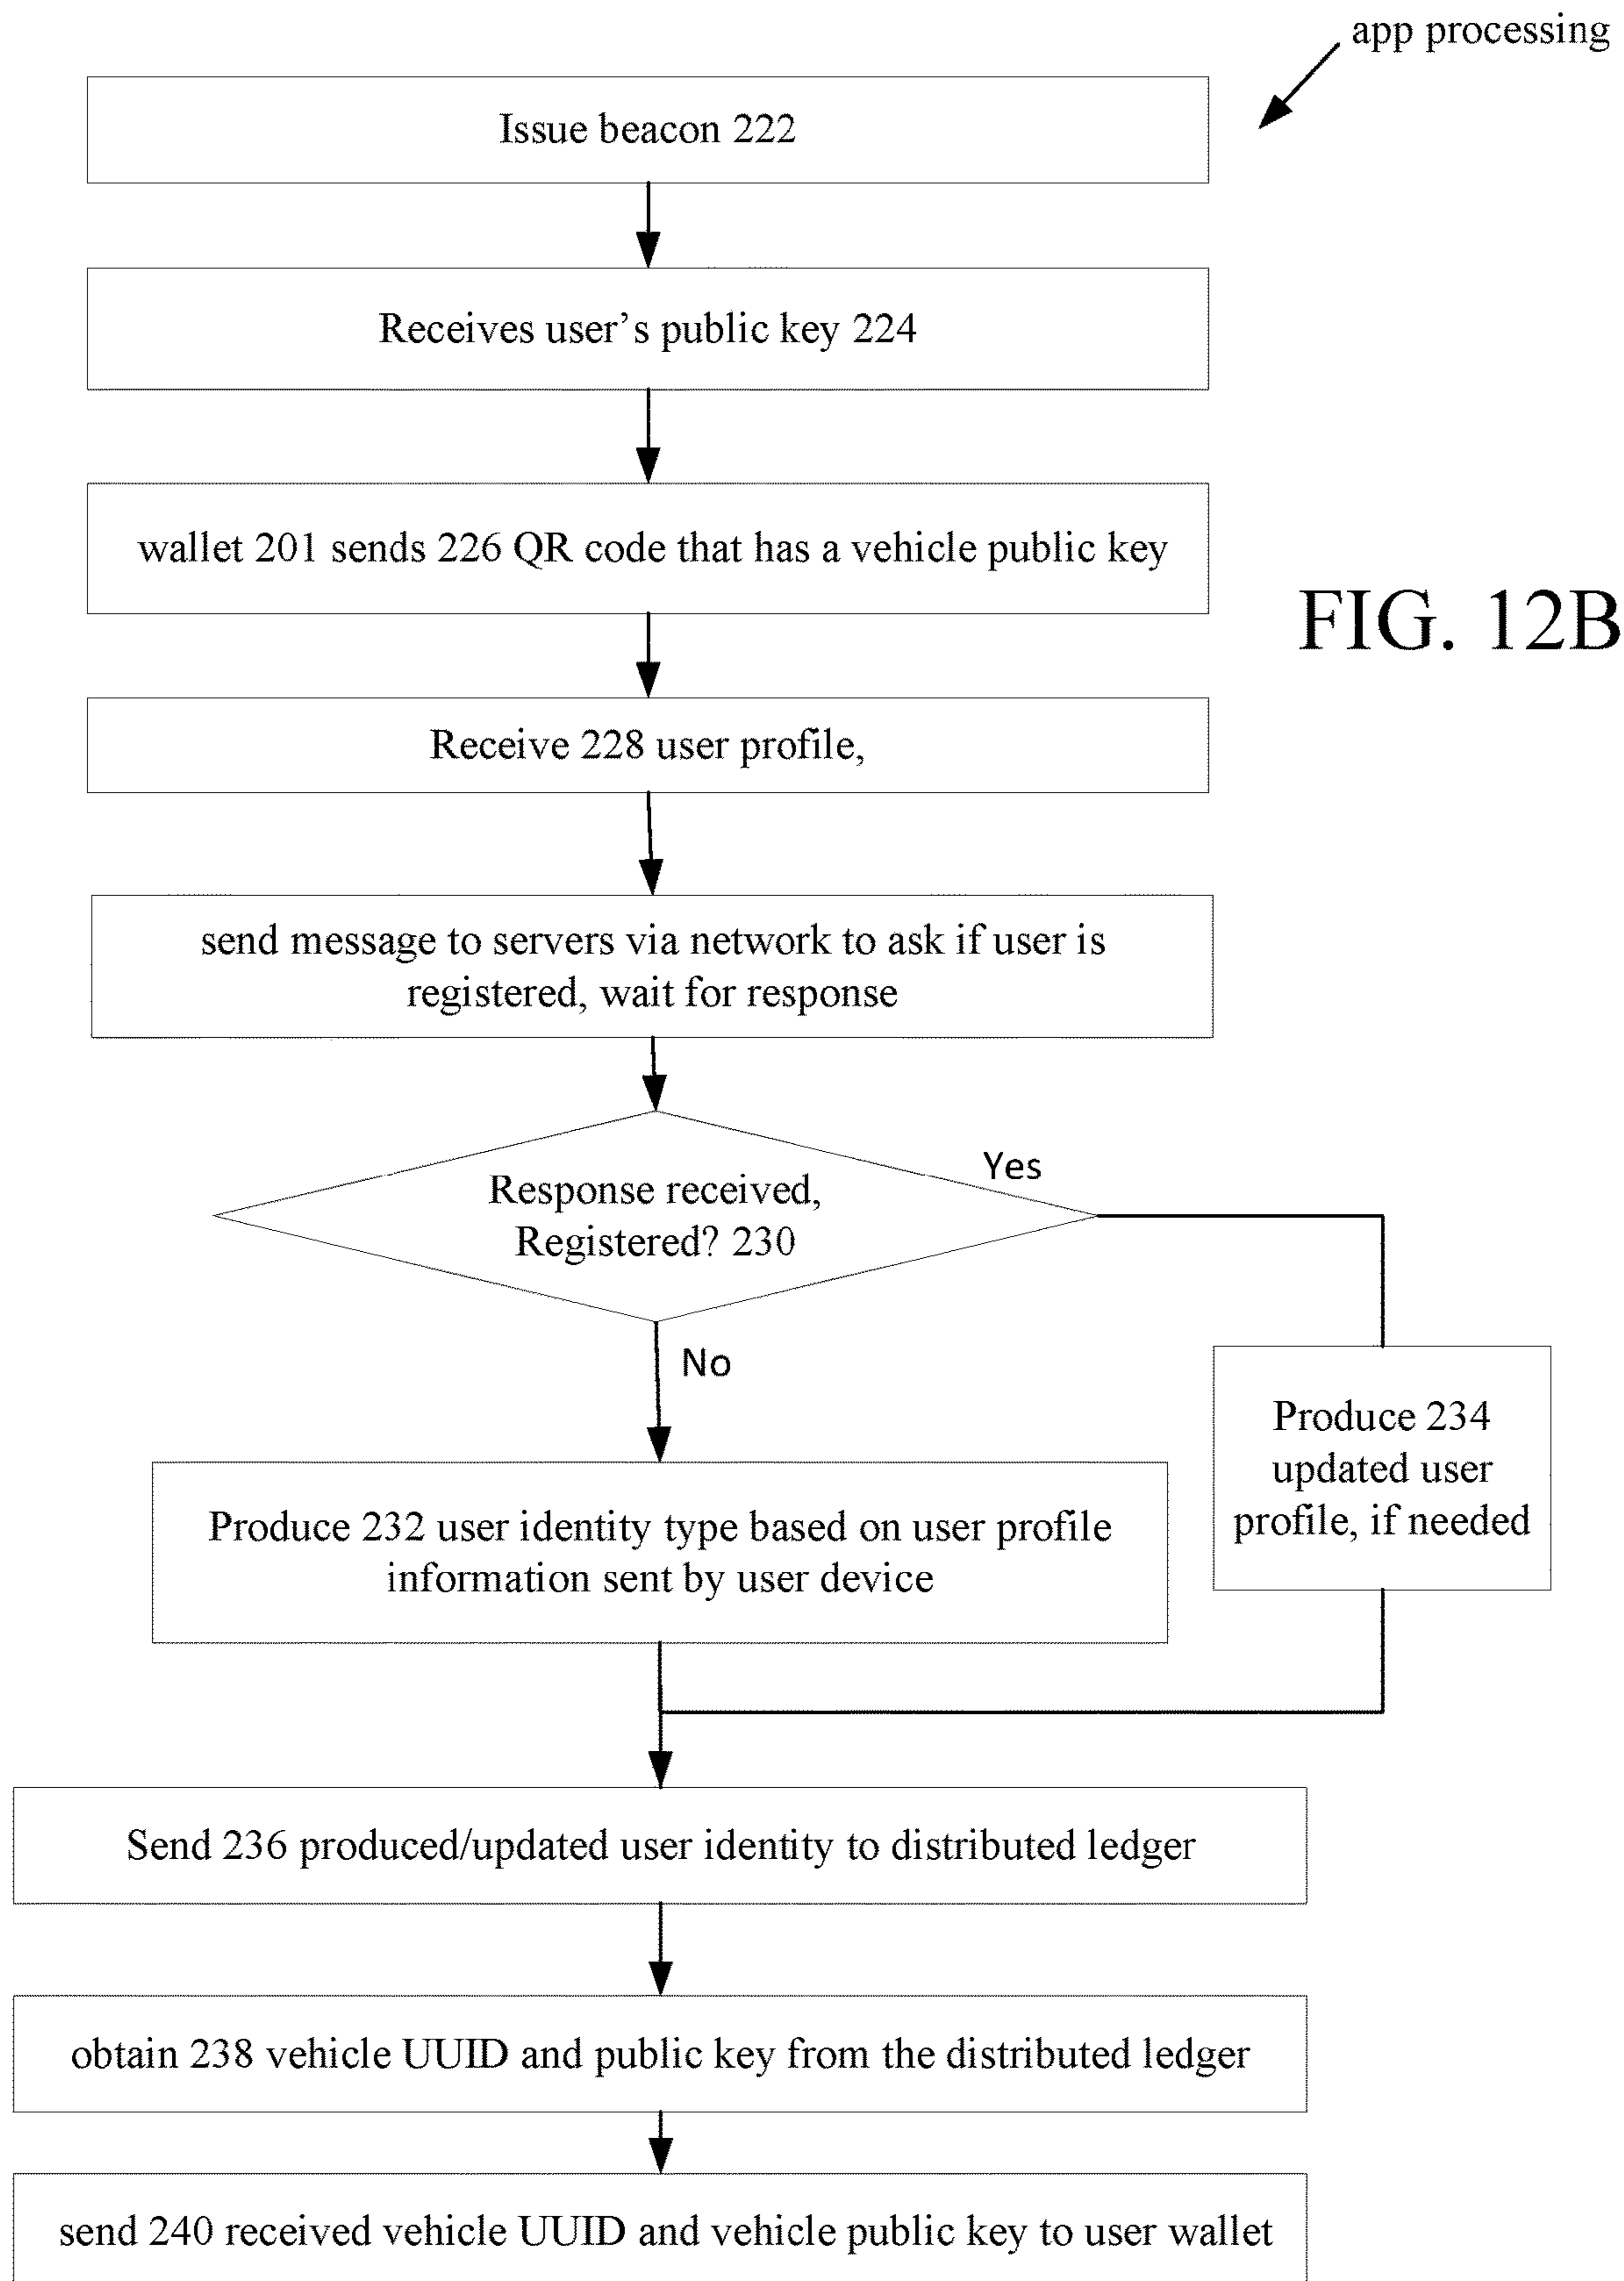 app processing
Issue beacon 222
Receives user's public key 224
wallet 201 sends 226 QR code that has a vehicle public key
FIG. 12B
Receive 228 user profile,
send message to servers via network to ask if user is
registered, wait for response
Yes
Response received,
Registered? 230
No
Produce 234
updated user
profile, if needed
Produce 232 user identity type based on user profile
information sent by user device
Send 236 produced/updated user identity to distributed ledger
obtain 238 vehicle UUID and public key from the distributed ledger
send 240 received vehicle UUID and vehicle public key to user wallet